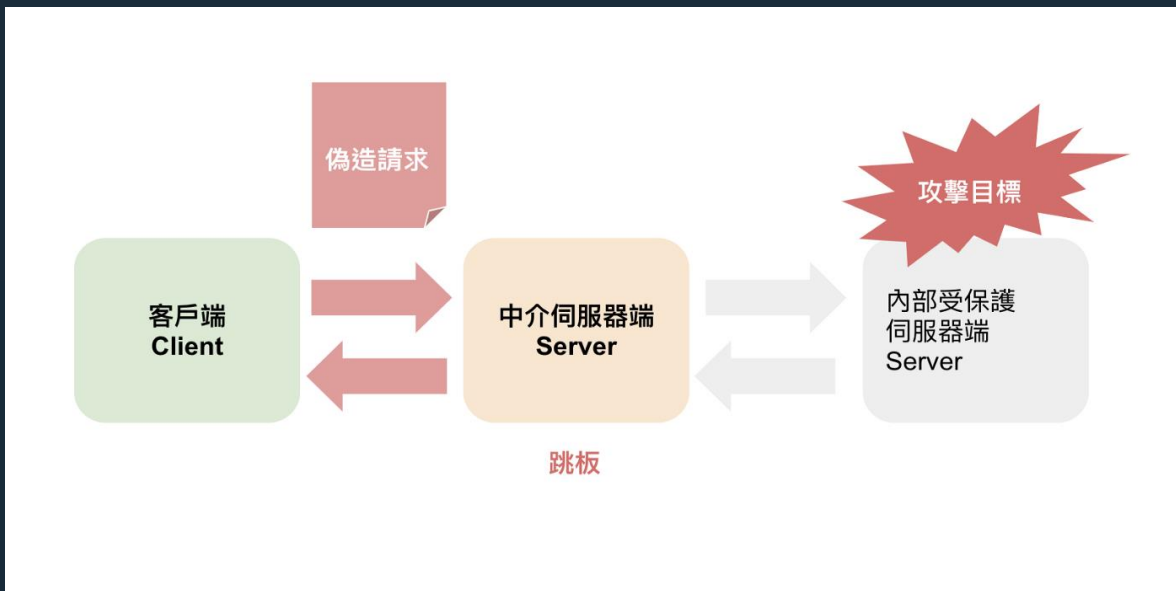 偽造請求
攻擊目標
客戶端
Client
中介伺服器端
Server
內部受保護
伺服器端
Server
跳板